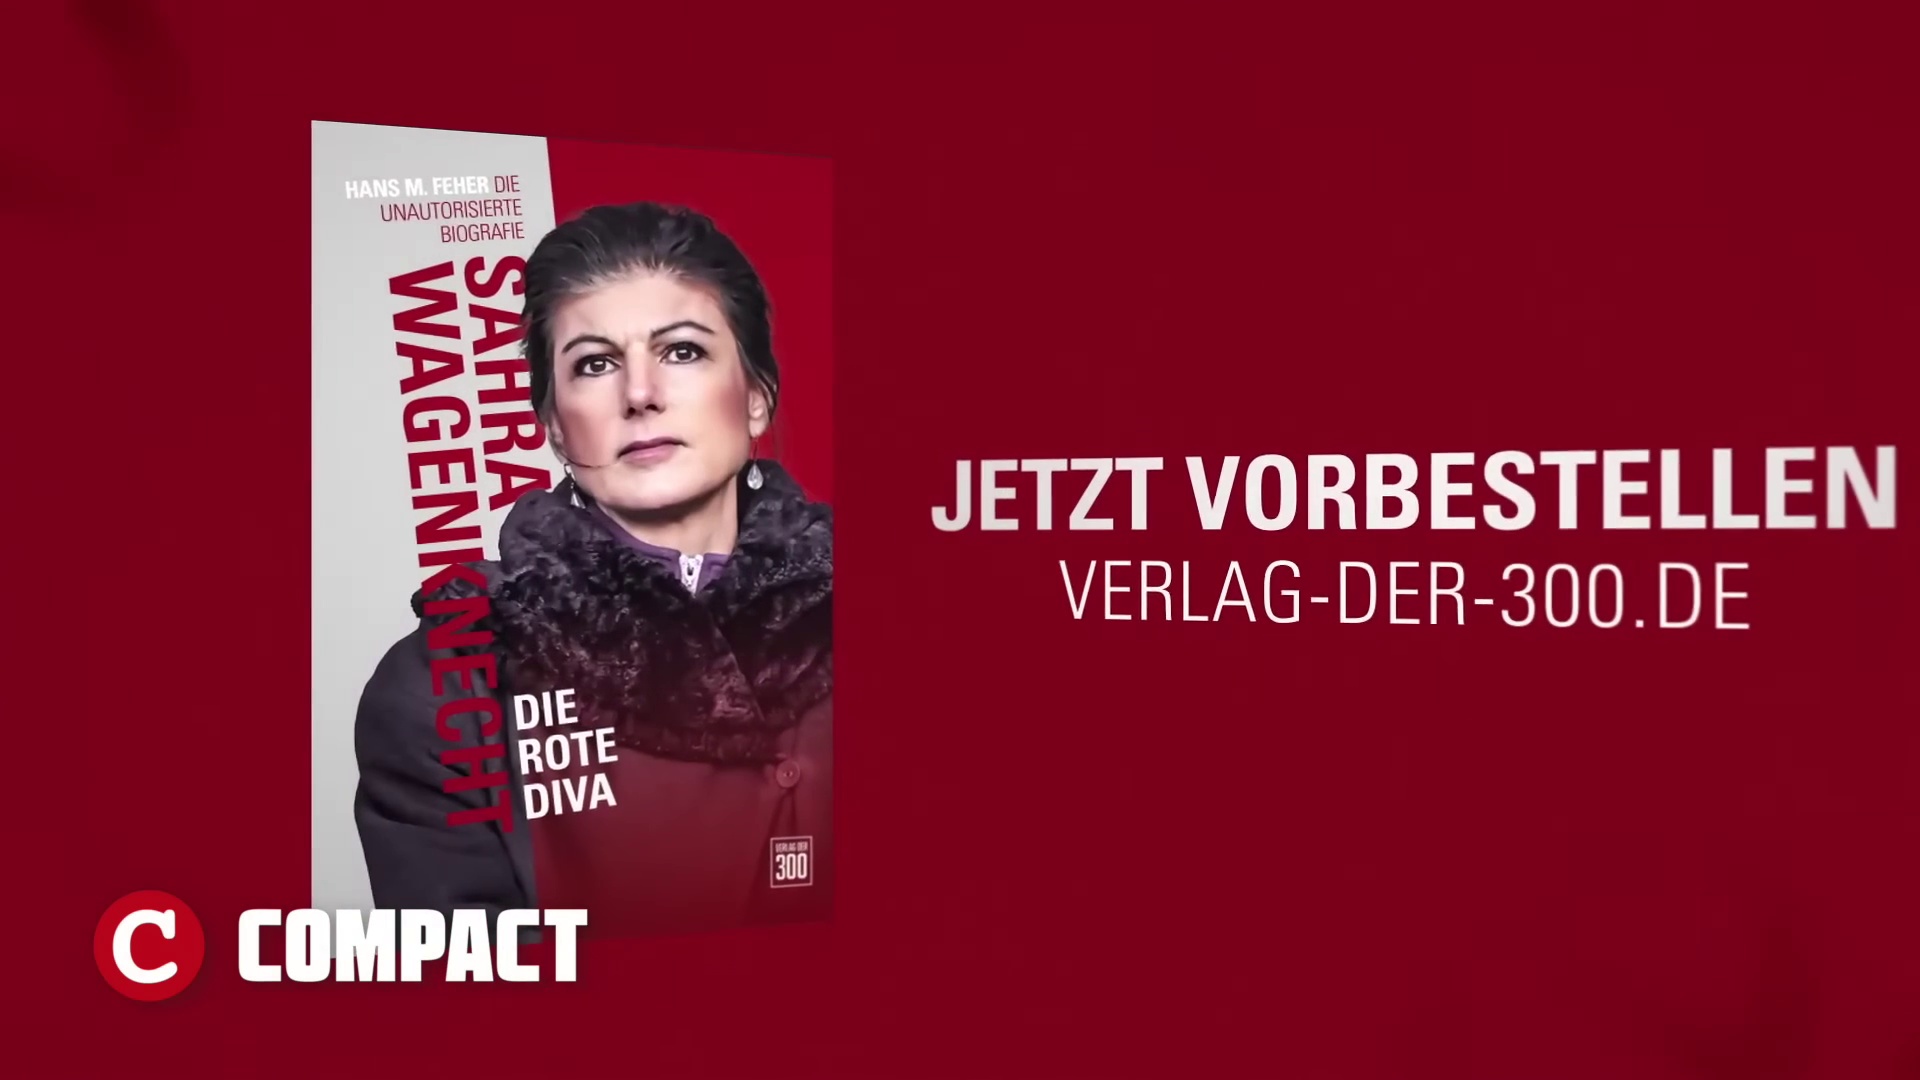 HANS M. FEHER DIE
UNAUTORISIERTE
BIOGRAFIE
SAHRA
WAGENKNECHT
DIE
ROTE
DIVA
VERLAG DER
300
JETZT VORBESTELLEN
VERLAG-DER-300.DE
C COMPACT